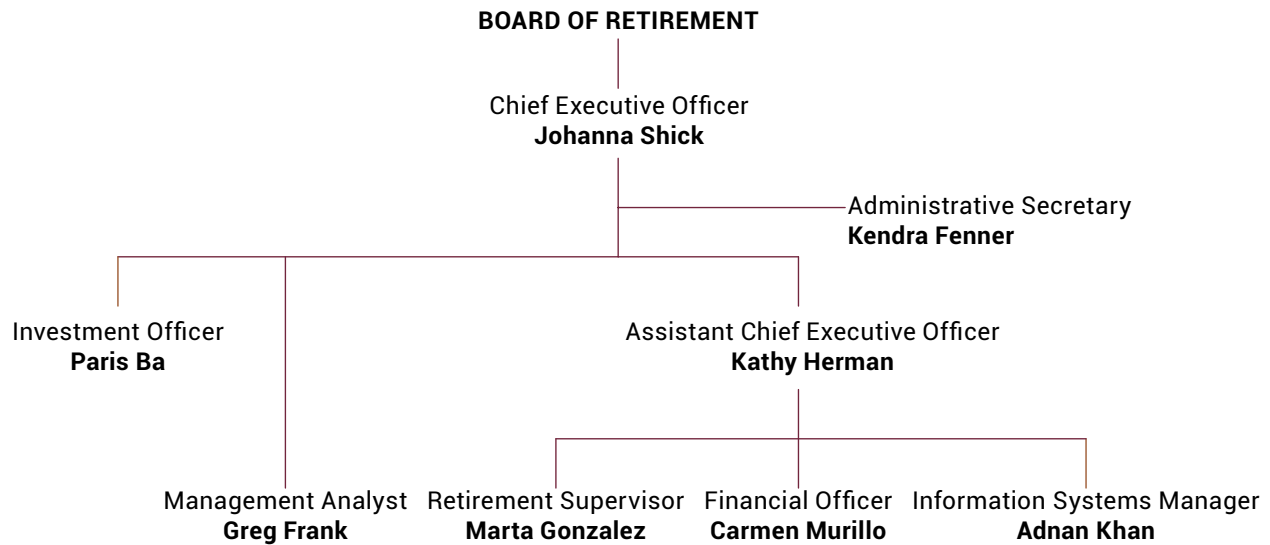 BOARD OF RETIREMENT
Chief Executive Officer
Johanna Shick
Administrative Secretary
Kendra Fenner
Investment Officer
Paris Ba
Assistant Chief Executive Officer
Kathy Herman
Management Analyst
Greg Frank
Retirement Supervisor
Marta Gonzalez
Financial Officer
Carmen Murillo
Information Systems Manager
Adnan Khan